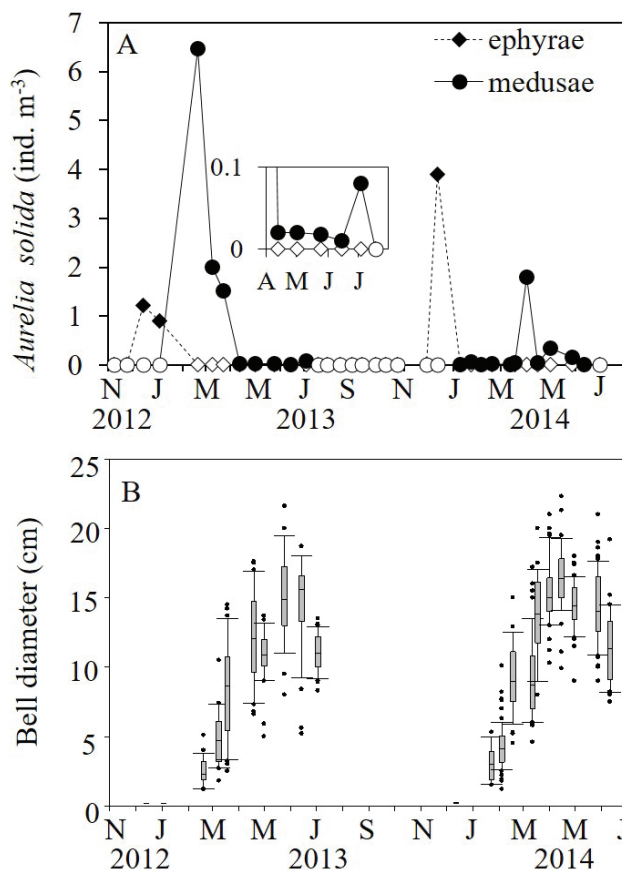 A
ephyrae
medusae
Aurelia solida (ind. m-3)
7
6
5
4
3
2
1
0
0.1
0
A M J J
N J M M J S N J M M J
2012 2013 2014
B
Bell diameter (cm)
25
20
15
10
5
0
N J M M J S N J M M J
2012 2013 2014